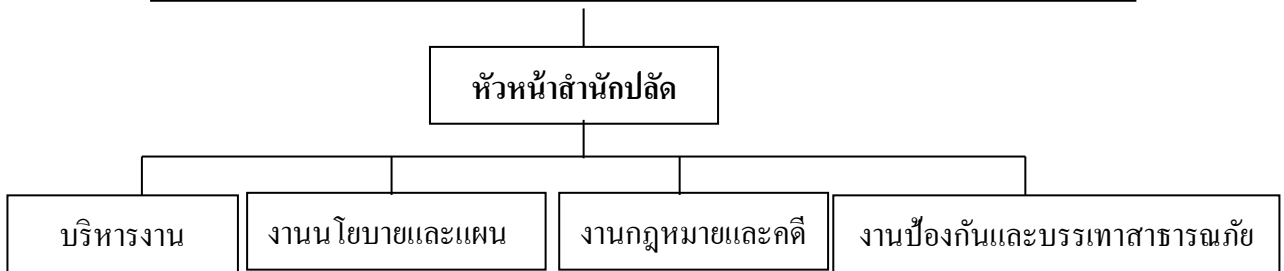 หัวหน้าสำนักปลัด
บริหารงาน
งานนโยบายและแผน
งานกฎหมายและคดี
งานป้องกันและบรรเทาสาธารณภัย